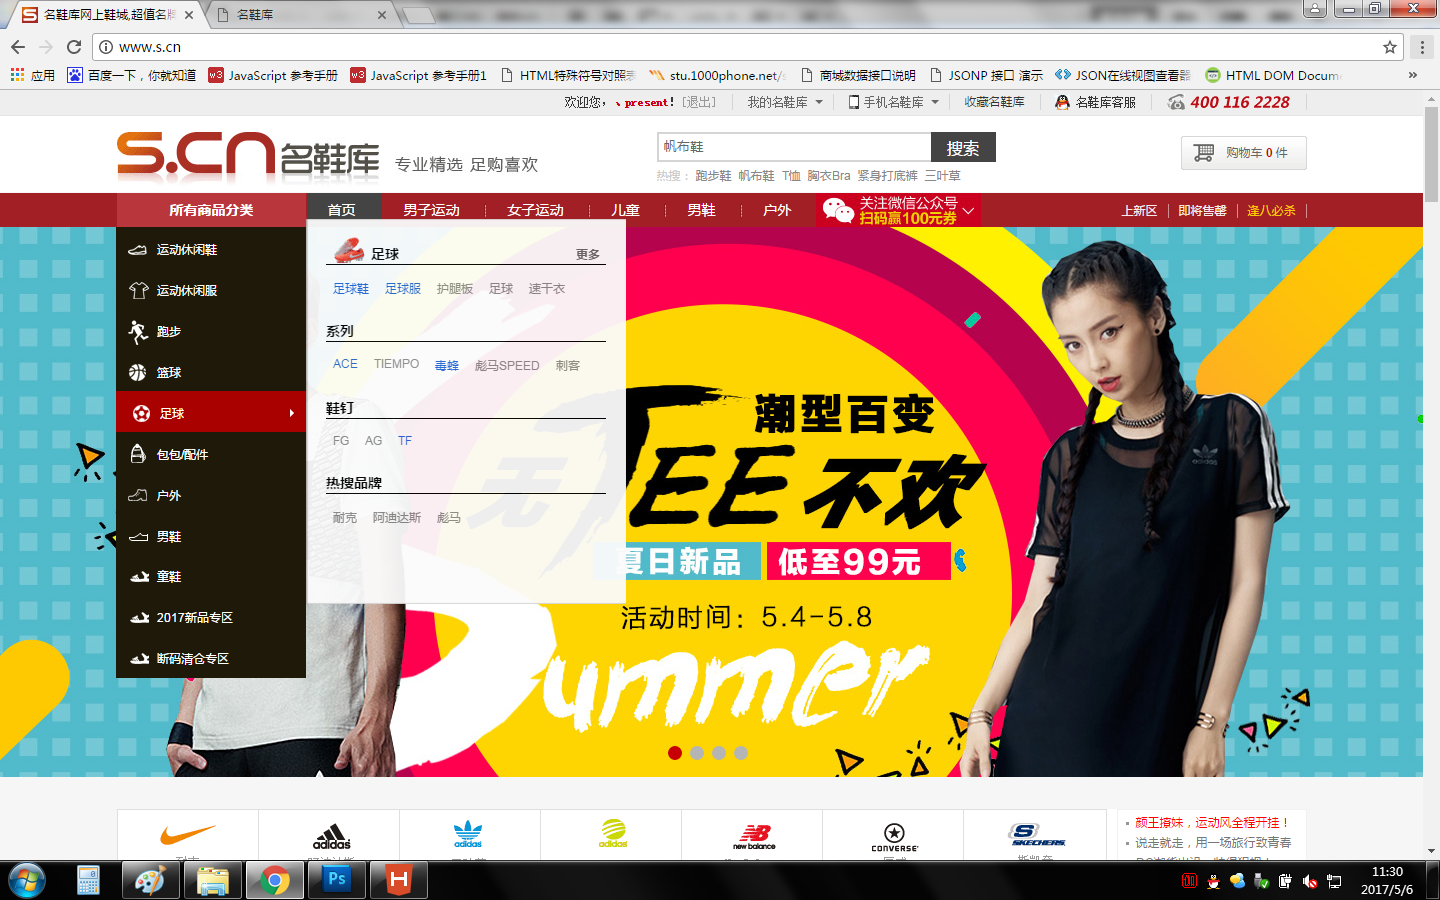 名鞋库网上鞋城,超值名牌
名鞋库
www.s.cn
应用 百度一下，你就知道 JavaScript 参考手册 JavaScript 参考手册1 HTML特殊符号对照表 stu.1000phone.net/s 商城数据接口说明 JSONP 接口 演示 JSON在线视图查看器 HTML DOM Docum »
欢迎您， 、present! [退出] 我的名鞋库 手机名鞋库 收藏名鞋库 名鞋库客服 400 116 2228
S.CN 名鞋库 专业精选 足购喜欢
帆布鞋 搜索
购物车 0 件
热搜： 跑步鞋 帆布鞋 T恤 胸衣Bra 紧身打底裤 三叶草
所有商品分类 首页 男子运动 女子运动 儿童 男鞋 户外 关注微信公众号
扫码赢100元券
上新区 即将售罄 逢八必杀
运动休闲鞋
运动休闲服
跑步
篮球
足球
包包/配件
户外
男鞋
童鞋
2017新品专区
断码清仓专区
足球 更多
足球鞋 足球服 护腿板 足球 速干衣
系列
ACE TIEMPO 毒蜂 彪马SPEED 刺客
鞋钉
FG AG TF
热搜品牌
耐克 阿迪达斯 彪马
潮型百变
无TEE不欢
夏日新品 低至99元
活动时间：5.4-5.8
Summer
adidas
adidas
adidas
adidas
new balance
CONVERSE
SKECHERS
颜王撩妹，运动风全程开挂！
说走就走，用一场旅行致青春
Ps
H
11:30
2017/5/6